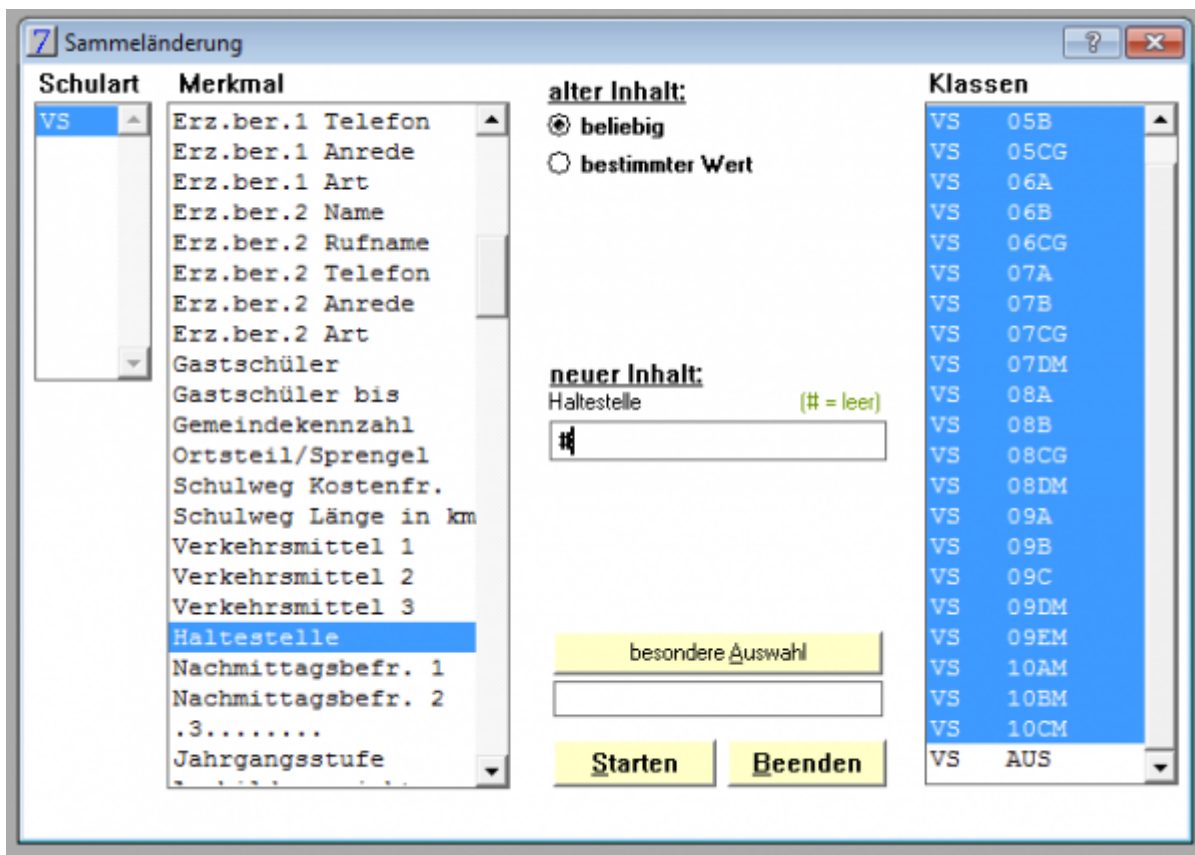 Sammeländerung
Schulart
VS
Merkmal
Erz.ber.1 Telefon
Erz.ber.1 Anrede
Erz.ber.1 Art
Erz.ber.2 Name
Erz.ber.2 Rufname
Erz.ber.2 Telefon
Erz.ber.2 Anrede
Erz.ber.2 Art
Gastschüler
Gastschüler bis
Gemeindekennzahl
Ortsteil/Sprengel
Schulweg Kostenfr.
Schulweg Länge in km
Verkehrsmittel 1
Verkehrsmittel 2
Verkehrsmittel 3
Haltestelle
Nachmittagsbefr. 1
Nachmittagsbefr. 2
.3........
Jahrgangsstufe
alter Inhalt:
beliebig
bestimmter Wert
neuer Inhalt:
Haltestelle (# = leer)
#
besondere Auswahl
Starten Beenden
Klassen
VS 05B
VS 05CG
VS 06A
VS 06B
VS 06CG
VS 07A
VS 07B
VS 07CG
VS 07DM
VS 08A
VS 08B
VS 08CG
VS 08DM
VS 09A
VS 09B
VS 09C
VS 09DM
VS 09EM
VS 10AM
VS 10BM
VS 10CM
VS AUS